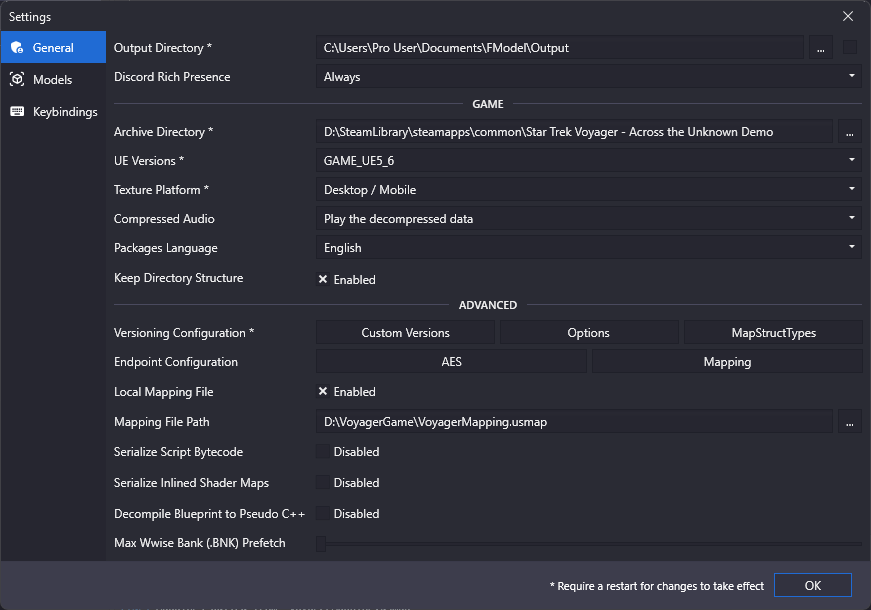 Settings
General
Models
Keybindings
Output Directory * C:\Users\Pro User\Documents\FModel\Output ...
Discord Rich Presence Always
GAME
Archive Directory * D:\SteamLibrary\steamapps\common\Star Trek Voyager - Across the Unknown Demo ...
UE Versions * GAME_UE5_6
Texture Platform * Desktop / Mobile
Compressed Audio Play the decompressed data
Packages Language English
Keep Directory Structure Enabled
ADVANCED
Versioning Configuration * Custom Versions Options MapStructTypes
Endpoint Configuration AES Mapping
Local Mapping File Enabled
Mapping File Path D:\VoyagerGame\VoyagerMapping.usmap ...
Serialize Script Bytecode Disabled
Serialize Inlined Shader Maps Disabled
Decompile Blueprint to Pseudo C++ Disabled
Max Wwise Bank (.BNK) Prefetch
* Require a restart for changes to take effect OK